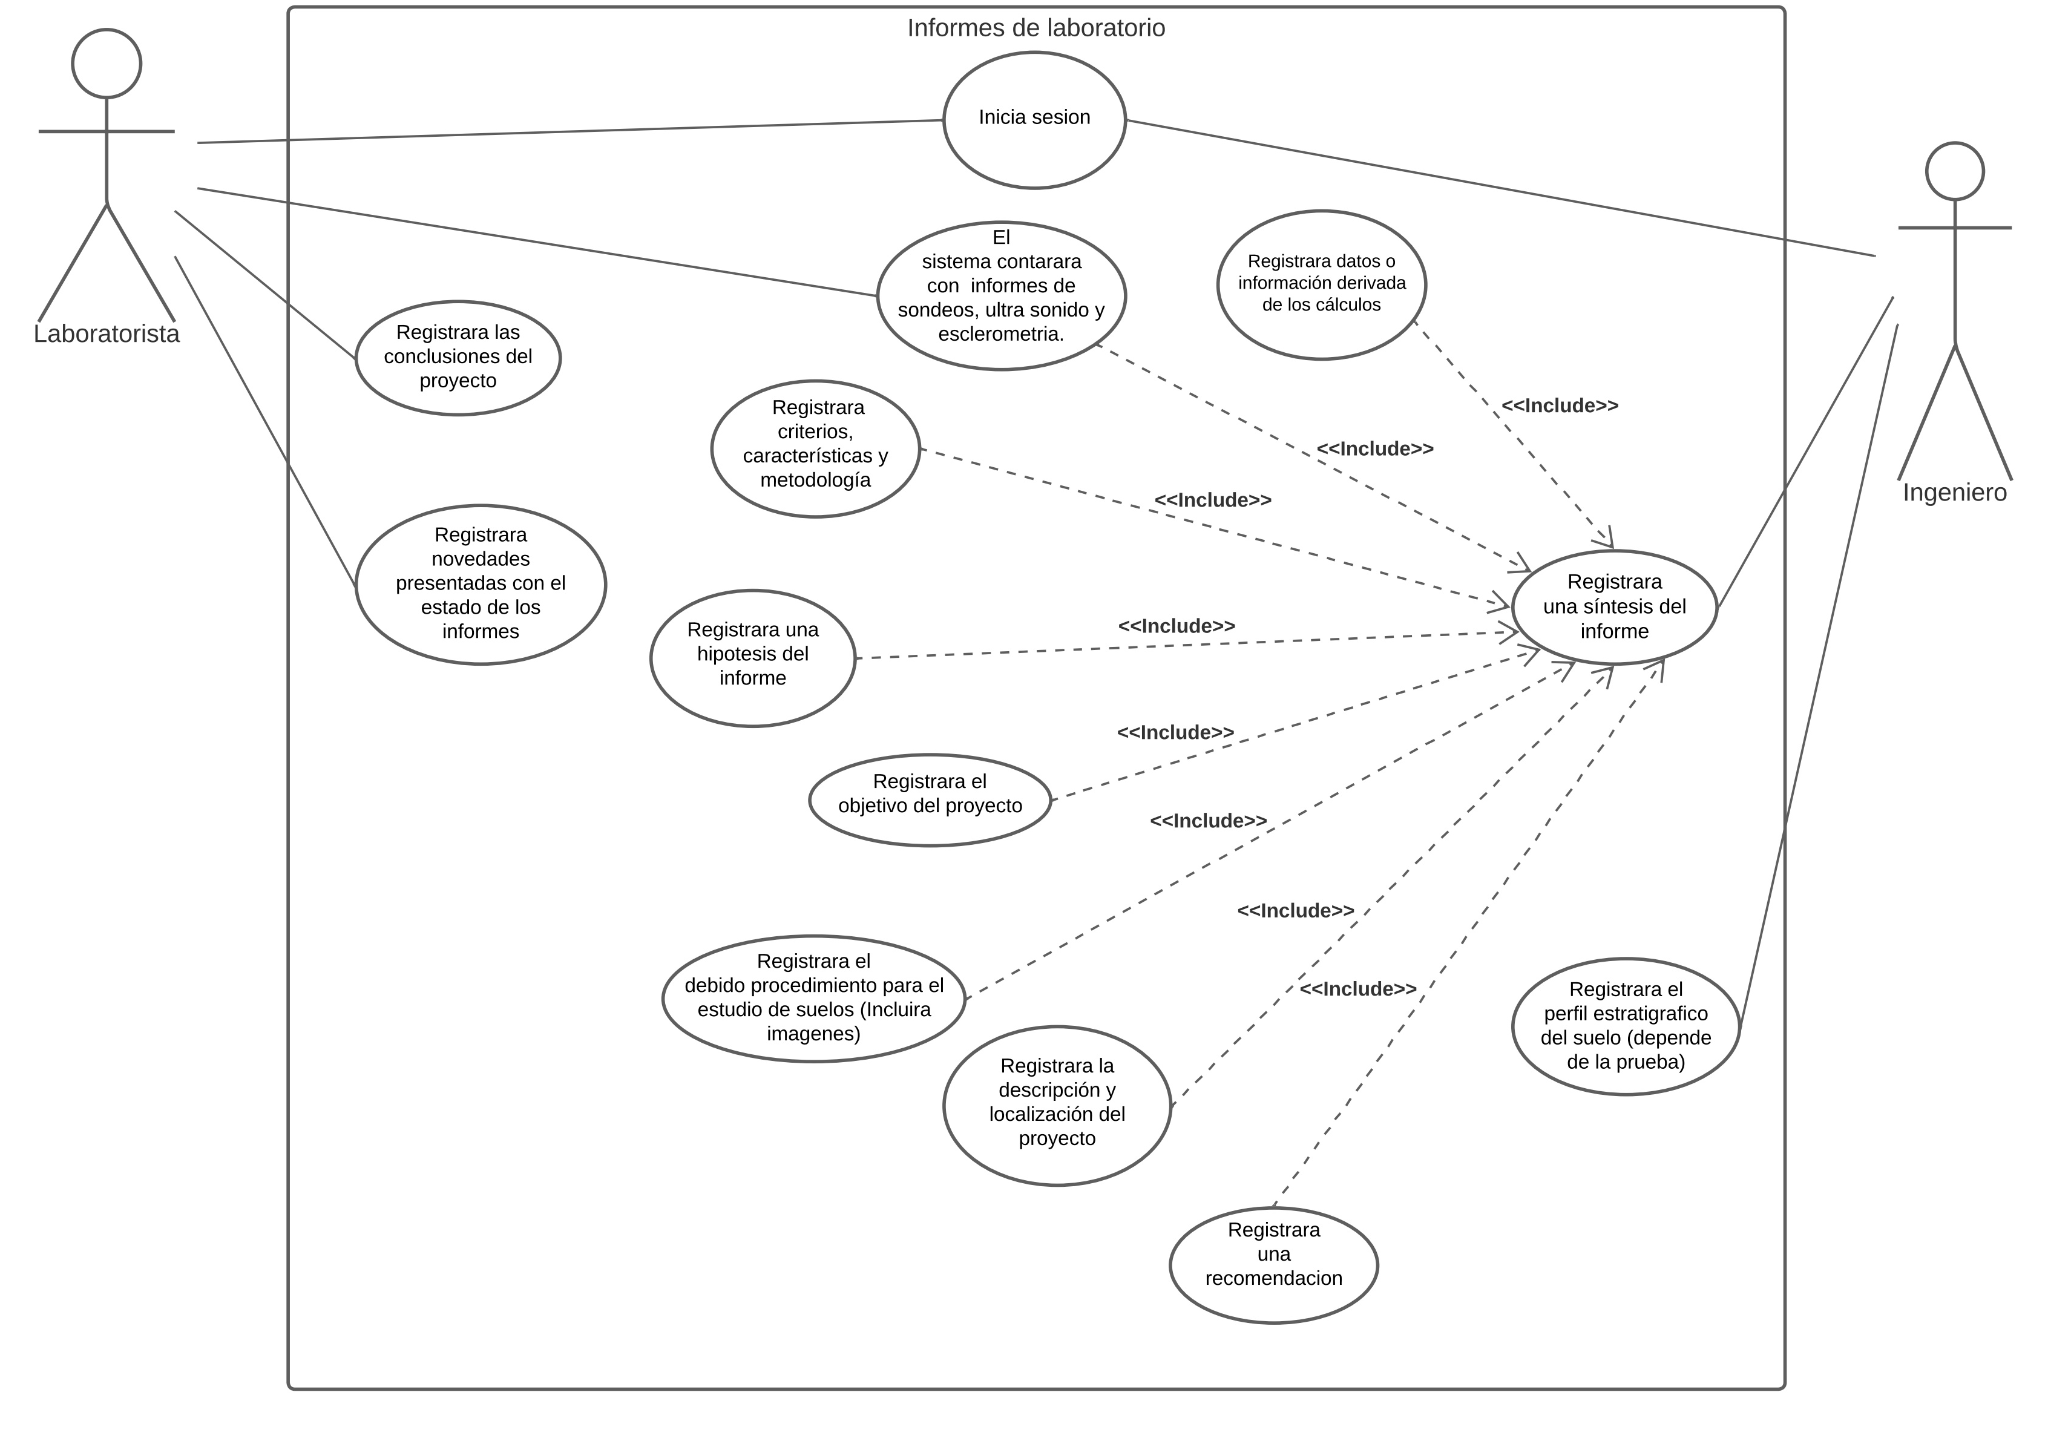 Informes de laboratorio
Inicia sesion
Laboratorista
Ingeniero
El
sistema contarara
con  informes de
sondeos, ultra sonido y
esclerometria.
Registrara datos o
información derivada
de los cálculos
Registrara las
conclusiones del
proyecto
Registrara
criterios,
características y
metodología
<<Include>>
<<Include>>
<<Include>>
Registrara
novedades
presentadas con el
estado de los
informes
Registrara
una síntesis del
informe
Registrara una
hipotesis del
informe
<<Include>>
<<Include>>
Registrara el
objetivo del proyecto
<<Include>>
<<Include>>
<<Include>>
Registrara el
debido procedimiento para el
estudio de suelos (Incluira
imagenes)
Registrara el
perfil estratigrafico
del suelo (depende
de la prueba)
Registrara la
descripción y
localización del
proyecto
Registrara
una
recomendacion